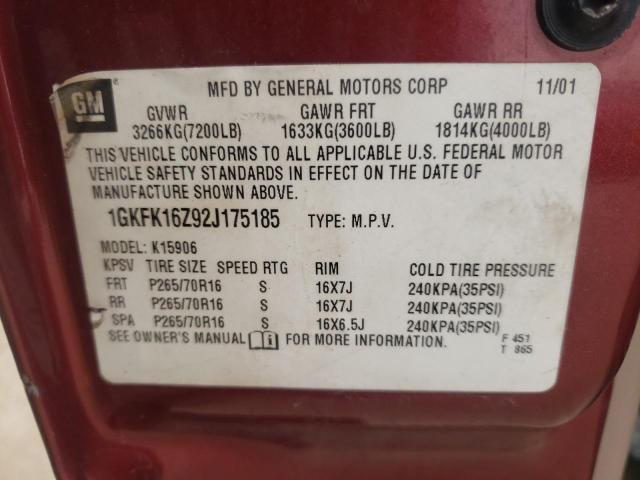 GM
MFD BY GENERAL MOTORS CORP 11/01
GVWR GAWR FRT GAWR RR
3266KG(7200LB) 1633KG(3600LB) 1814KG(4000LB)
THIS VEHICLE CONFORMS TO ALL APPLICABLE U.S. FEDERAL MOTOR
VEHICLE SAFETY STANDARDS IN EFFECT ON THE DATE OF
MANUFACTURE SHOWN ABOVE.
1GKFK16Z92J175185 TYPE: M.P.V.
MODEL: K15906
KPSV TIRE SIZE SPEED RTG RIM COLD TIRE PRESSURE
FRT P265/70R16 S 16X7J 240KPA(35PSI)
RR P265/70R16 S 16X7J 240KPA(35PSI)
SPA P265/70R16 S 16X6.5J 240KPA(35PSI)
SEE OWNER'S MANUAL FOR MORE INFORMATION. F 451
T 865